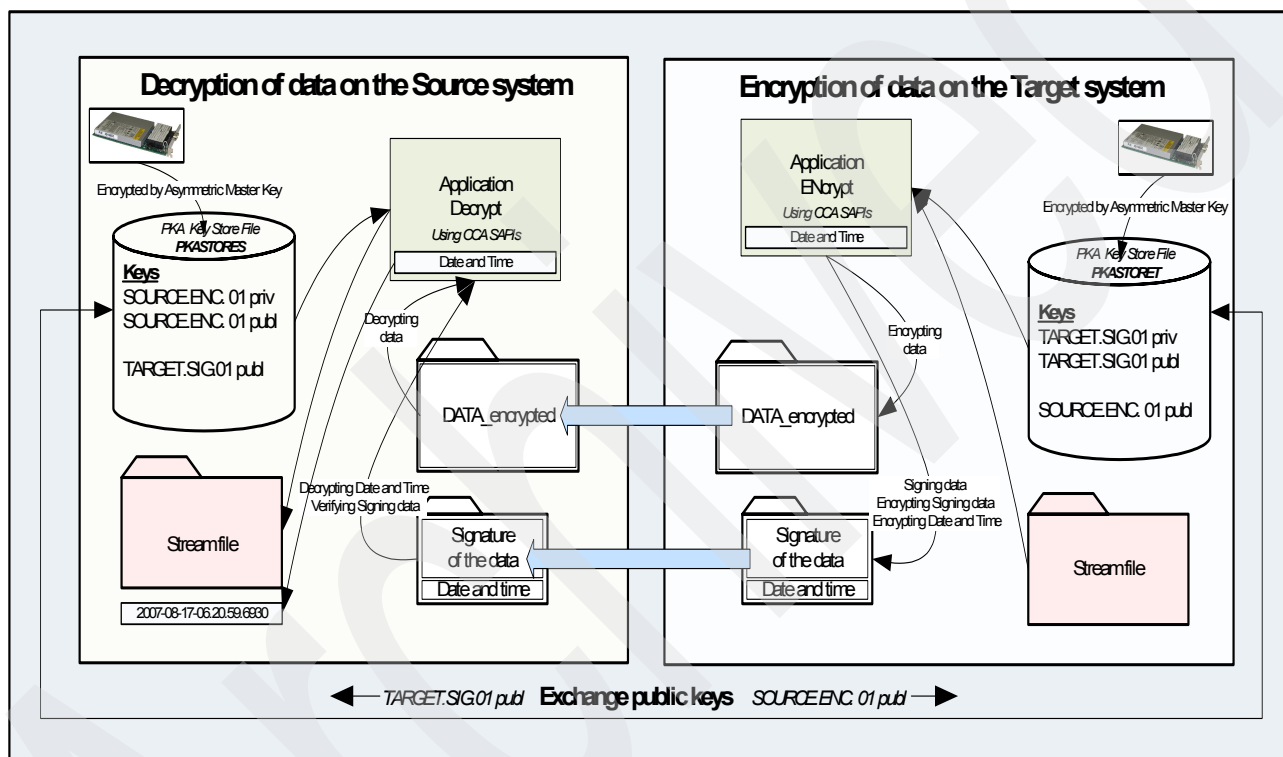 Decryption of data on the Source system
Encrypted by Asymmetric Master Key
PKA Key Store File
PKASTORES
Keys
SOURCE.ENC. 01 priv
SOURCE.ENC. 01 publ
TARGET.SIG.01 publ
Application
Decrypt
Using CCA SAPIs
Date and Time
Decrypting
data
DATA_encrypted
Decrypting Date and Time
Verifying Signing data
Signature
of the data
Date and time
Streamfile
2007-08-17-06.20.59.6930
Encryption of data on the Target system
Application
ENcrypt
Using CCA SAPIs
Date and Time
Encrypted by Asymmetric Master Key
PKA Key Store File
PKASTORET
Keys
TARGET.SIG.01 priv
TARGET.SIG.01 publ
SOURCE.ENC. 01 publ
Encrypting
data
DATA_encrypted
Signing data
Encrypting Signing data
Encrypting Date and Time
Signature
of the data
Date and time
Streamfile
TARGET.SIG.01 publ Exchange public keys SOURCE.ENC. 01 publ